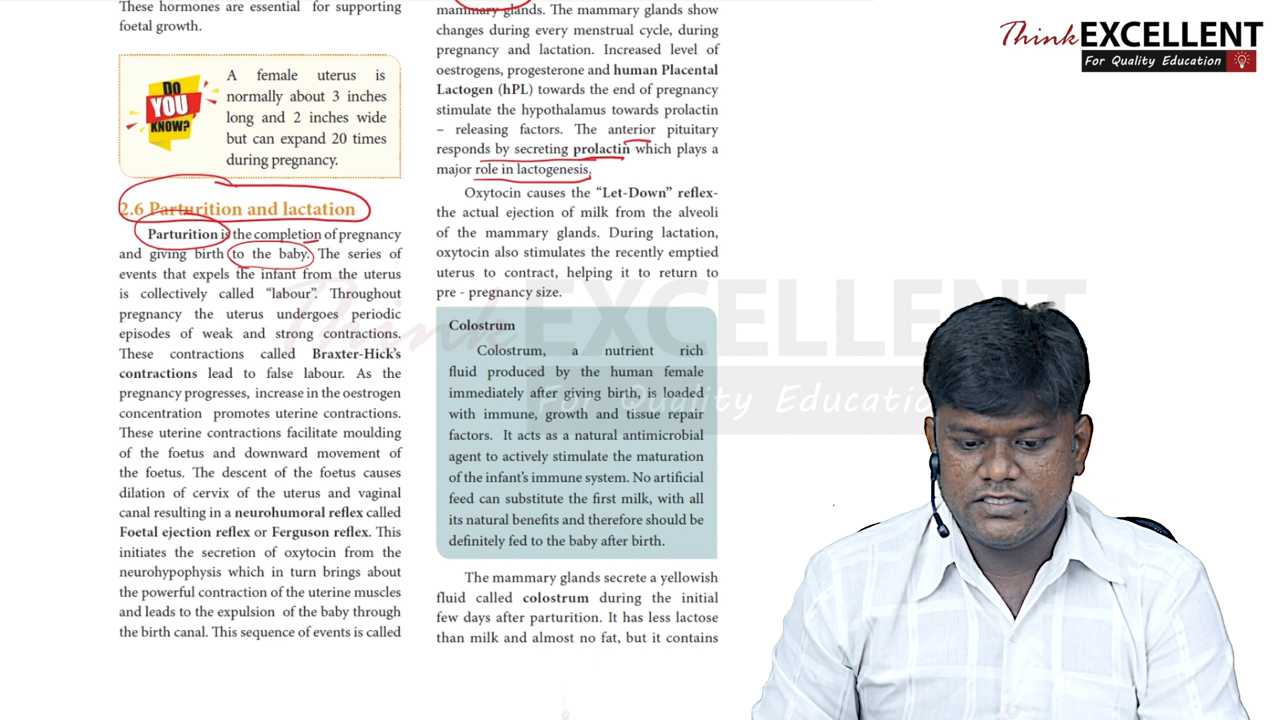 These hormones are essential for supporting
foetal growth.
DO
YOU
KNOW?
A female uterus is
normally about 3 inches
long and 2 inches wide
but can expand 20 times
during pregnancy.
2.6 Parturition and lactation
Parturition is the completion of pregnancy
and giving birth to the baby. The series of
events that expels the infant from the uterus
is collectively called “labour”. Throughout
pregnancy the uterus undergoes periodic
episodes of weak and strong contractions.
These contractions called Braxter-Hick’s
contractions lead to false labour. As the
pregnancy progresses, increase in the oestrogen
concentration promotes uterine contractions.
These uterine contractions facilitate moulding
of the foetus and downward movement of
the foetus. The descent of the foetus causes
dilation of cervix of the uterus and vaginal
canal resulting in a neurohumoral reflex called
Foetal ejection reflex or Ferguson reflex. This
initiates the secretion of oxytocin from the
neurohypophysis which in turn brings about
the powerful contraction of the uterine muscles
and leads to the expulsion of the baby through
the birth canal. This sequence of events is called
mammary glands. The mammary glands show
changes during every menstrual cycle, during
pregnancy and lactation. Increased level of
oestrogens, progesterone and human Placental
Lactogen (hPL) towards the end of pregnancy
stimulate the hypothalamus towards prolactin
– releasing factors. The anterior pituitary
responds by secreting prolactin which plays a
major role in lactogenesis.
Oxytocin causes the “Let-Down” reflex-
the actual ejection of milk from the alveoli
of the mammary glands. During lactation,
oxytocin also stimulates the recently emptied
uterus to contract, helping it to return to
pre - pregnancy size.
Colostrum
Colostrum, a nutrient rich
fluid produced by the human female
immediately after giving birth, is loaded
with immune, growth and tissue repair
factors. It acts as a natural antimicrobial
agent to actively stimulate the maturation
of the infant’s immune system. No artificial
feed can substitute the first milk, with all
its natural benefits and therefore should be
definitely fed to the baby after birth.
The mammary glands secrete a yellowish
fluid called colostrum during the initial
few days after parturition. It has less lactose
than milk and almost no fat, but it contains
Think EXCELLENT
For Quality Education
Think EXCELLENT
For Quality Educatio